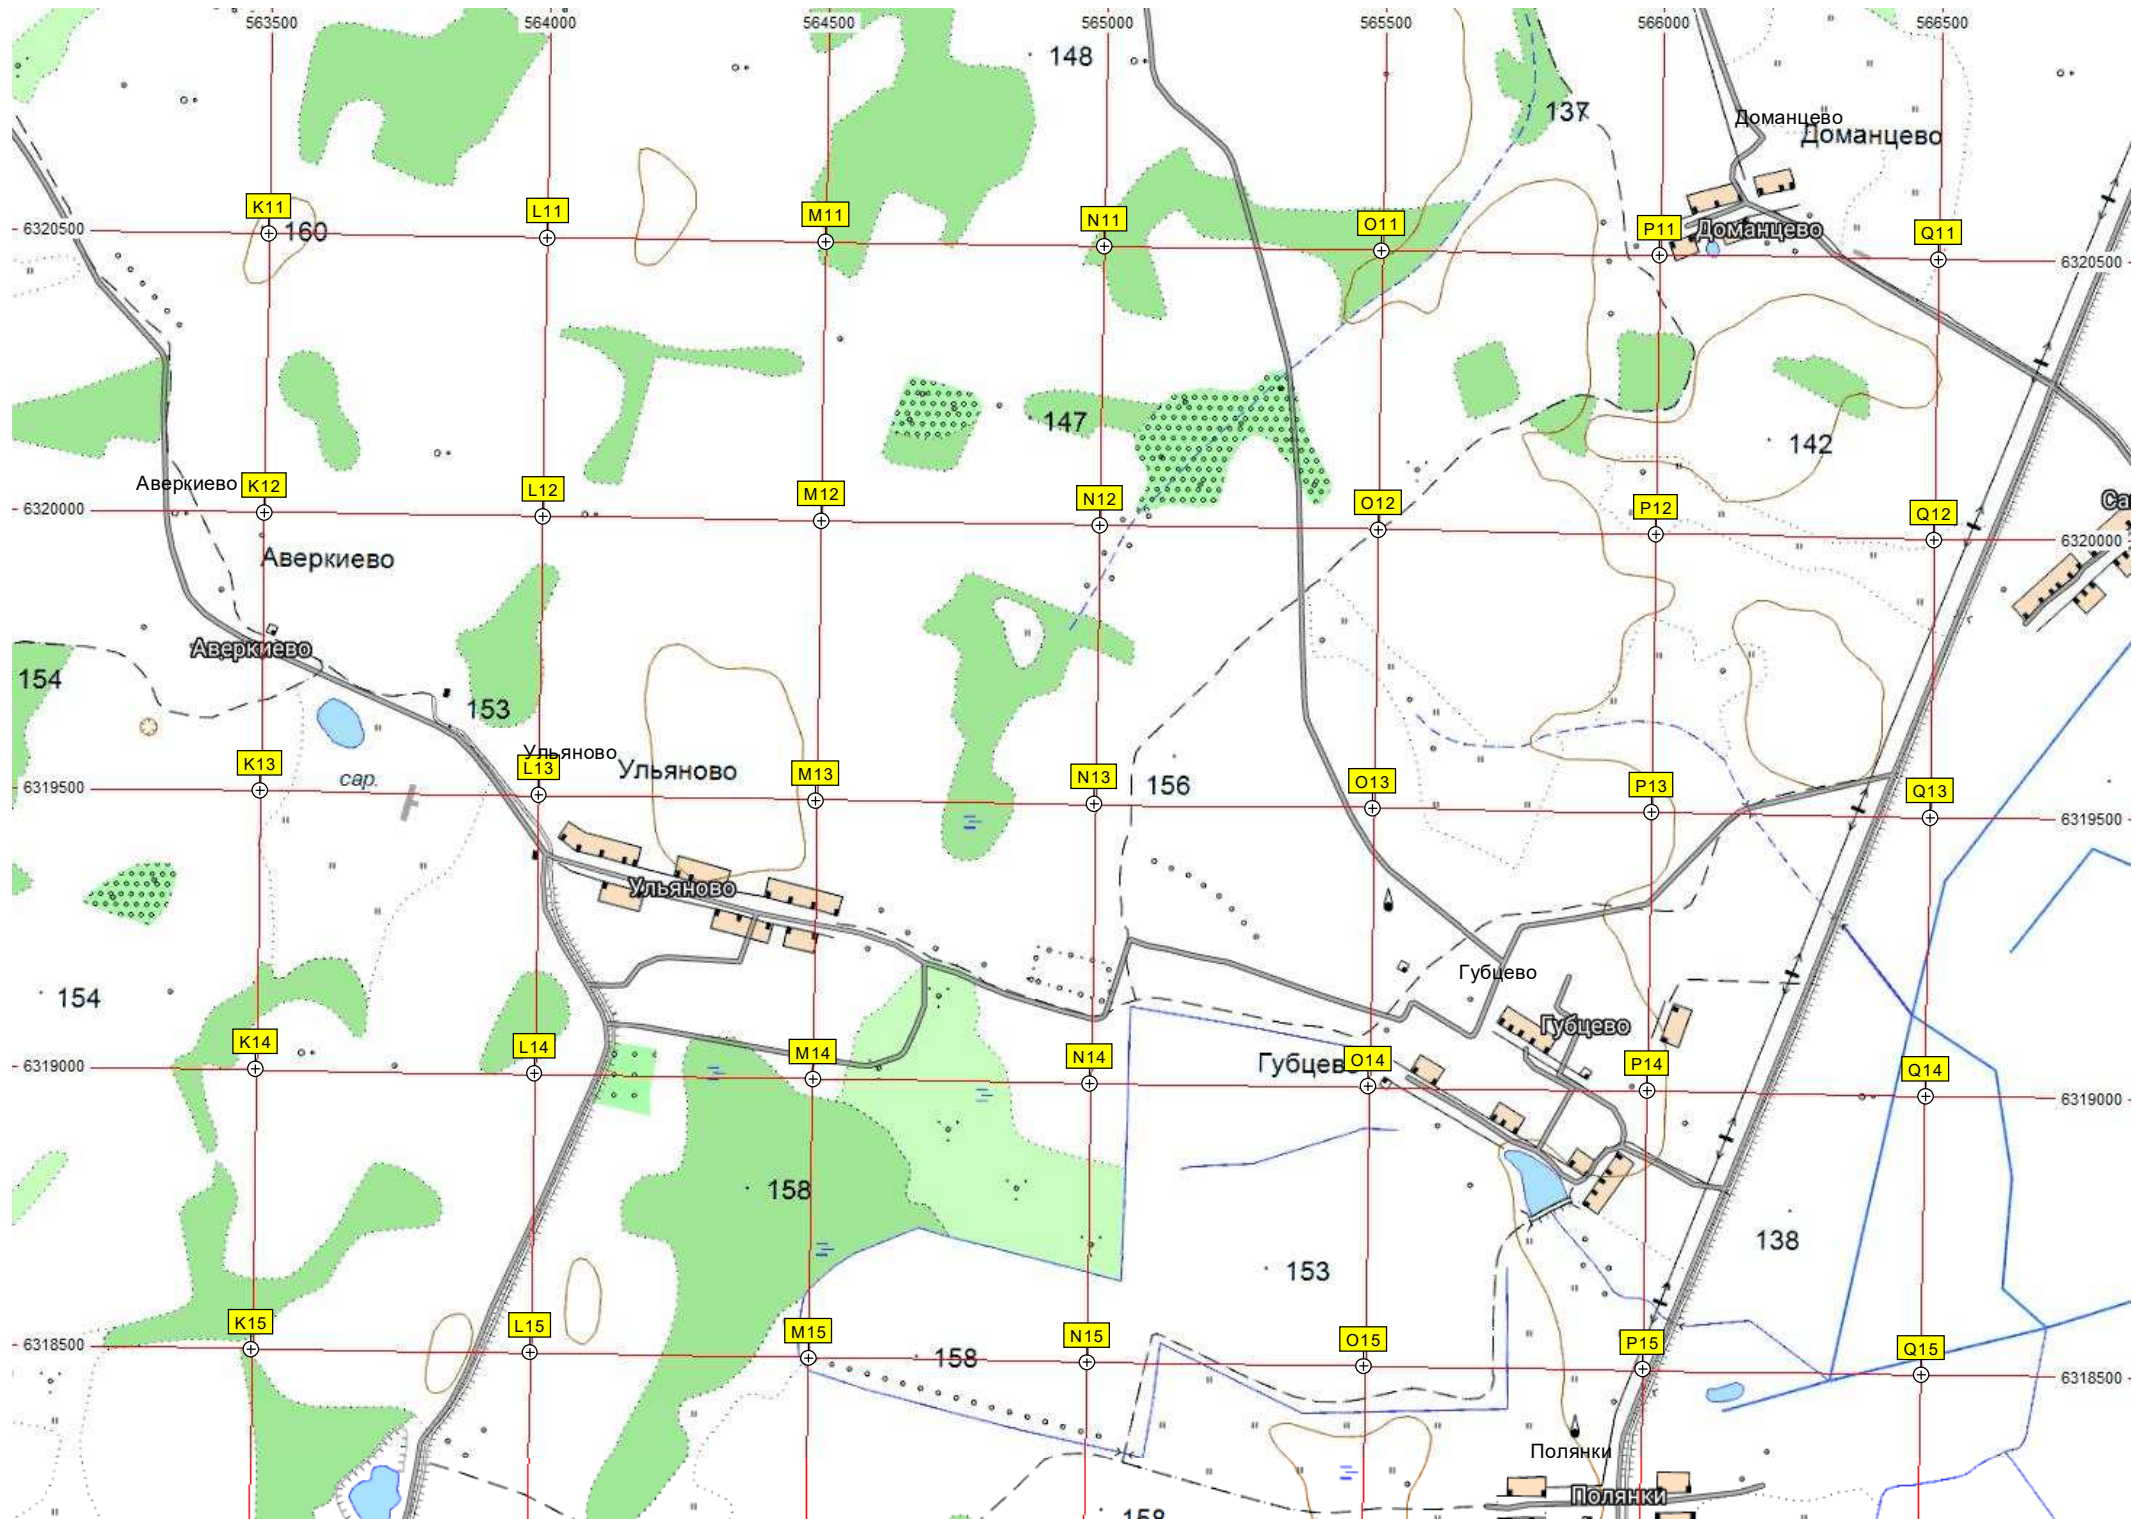 563500 564000 564500 565000 565500 566000 566500
148
137
Доманцево
Доманцево
K11 L11 M11 N11 O11 P11 Q11
160
Доманцево
6320500
6320500
147
142
Аверкиево
K12 L12 M12 N12 O12 P12 Q12
Са
6320000
6320000
Аверкиево
Аверкиево
154
153
Ульяново
Ульяново
K13 L13 M13 N13 O13 P13 Q13
сар.
156
6319500
6319500
Ульяново
Губцево
154
Губцево
Губцево
K14 L14 M14 N14 O14 P14 Q14
6319000
6319000
158
138
153
K15 L15 M15 N15 O15 P15 Q15
6318500
158
6318500
Полянки
Полянки
158